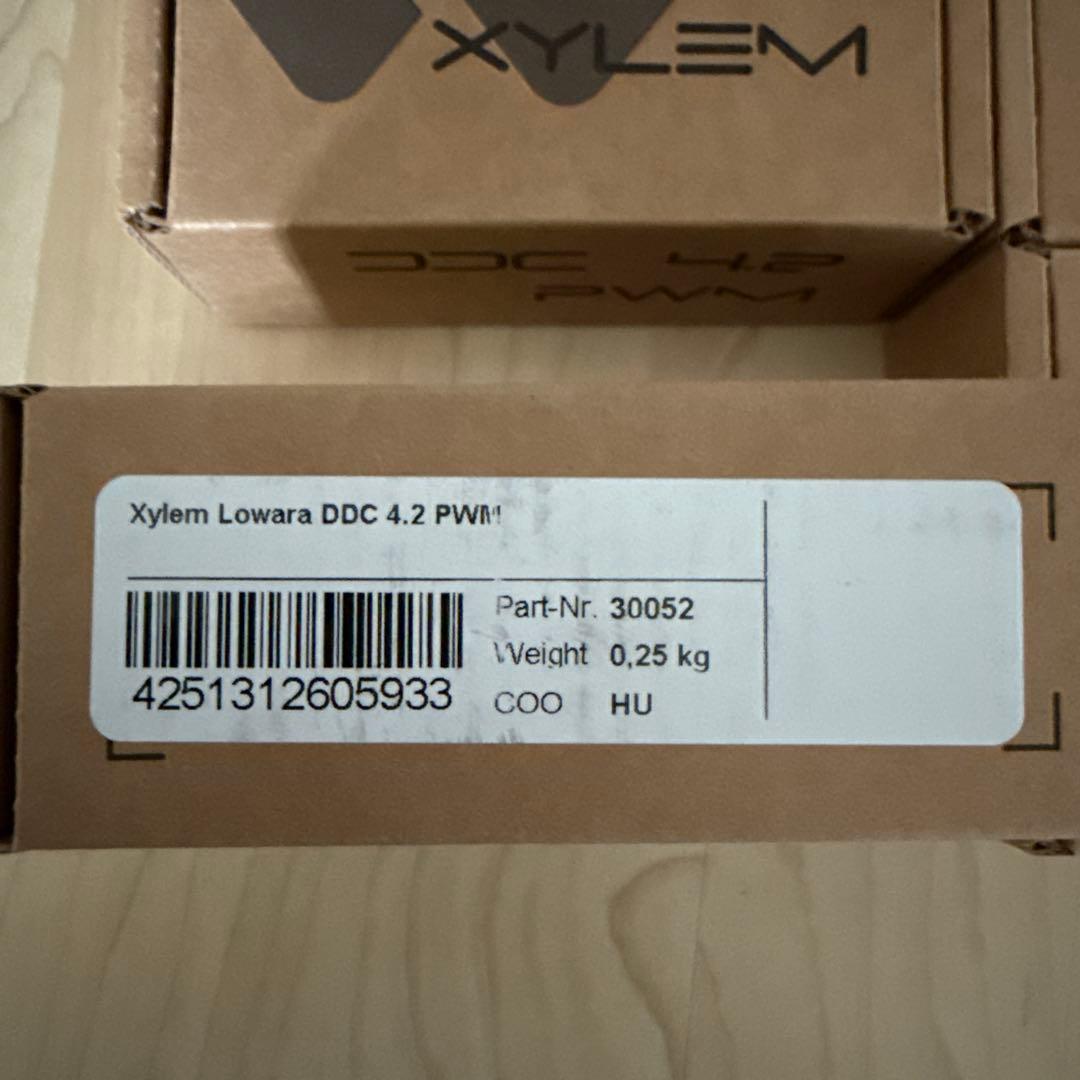 XYLEM
DDC 4.2
PWM
Xylem Lowara DDC 4.2 PWM
Part-Nr. 30052
Weight 0,25 kg
4251312605933
COO HU